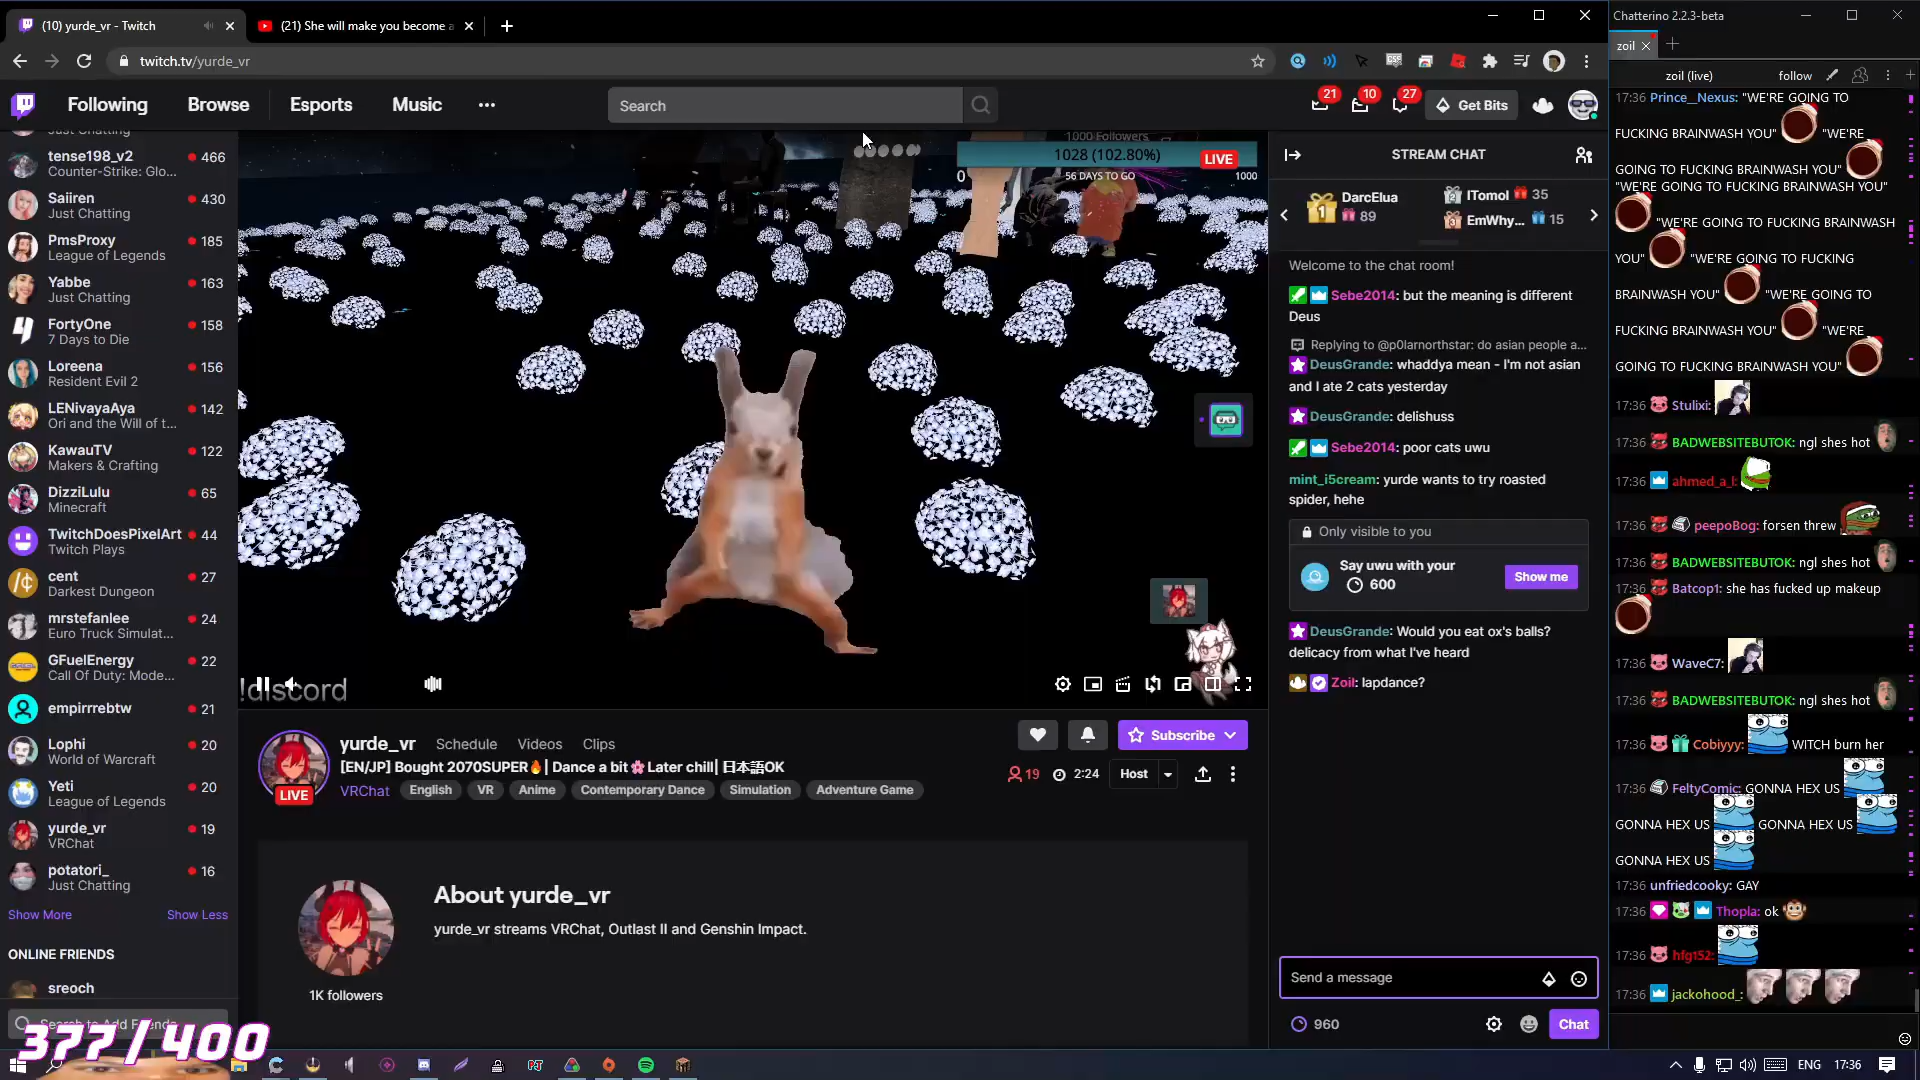 (10) yurde_vr - Twitch
(21) She will make you become a
twitch.tv/yurde_vr
Following
Browse
Esports
Music
Search
21
10
27
Get Bits
Just Chatting
tense198_v2
466
Counter-Strike: Glo...
Saiiren
430
Just Chatting
PmsProxy
185
League of Legends
Yabbe
163
Just Chatting
FortyOne
158
7 Days to Die
Loreena
156
Resident Evil 2
LENivayaAya
142
Ori and the Will of t...
KawauTV
122
Makers & Crafting
DizziLulu
65
Minecraft
TwitchDoesPixelArt
44
Twitch Plays
cent
27
Darkest Dungeon
mrstefanlee
24
Euro Truck Simulat...
GFuelEnergy
22
Call Of Duty: Mode...
empirrrebtw
21
Lophi
20
World of Warcraft
Yeti
20
League of Legends
yurde_vr
19
VRChat
potatori_
16
Just Chatting
Show More
Show Less
ONLINE FRIENDS
sreoch
Search to Add Friends
377/400
1000 Followers
1028 (102.80%)
LIVE
0
56 DAYS TO GO
1000
!discord
yurde_vr
Schedule
Videos
Clips
Subscribe
[EN/JP] Bought 2070SUPER🔥| Dance a bit🌸Later chill| 日本語OK
19
2:24
Host
LIVE
VRChat
English
VR
Anime
Contemporary Dance
Simulation
Adventure Game
About yurde_vr
yurde_vr streams VRChat, Outlast II and Genshin Impact.
1K followers
STREAM CHAT
1
DarcElua
89
2
ITomol
35
3
EmWhy...
15
Welcome to the chat room!
Sebe2014: but the meaning is different
Deus
Replying to @p0larnorthstar: do asian people a...
DeusGrande: whaddya mean - I'm not asian
and I ate 2 cats yesterday
DeusGrande: delishuss
Sebe2014: poor cats uwu
mint_i5cream: yurde wants to try roasted
spider, hehe
Only visible to you
Say uwu with your
600
Show me
DeusGrande: Would you eat ox's balls?
delicacy from what I've heard
Zoil: lapdance?
Send a message
960
Chat
Chatterino 2.2.3-beta
zoil
zoil (live)
follow
17:36 Prince__Nexus: "WE'RE GOING TO
FUCKING BRAINWASH YOU" "WE'RE
GOING TO FUCKING BRAINWASH YOU"
"WE'RE GOING TO FUCKING BRAINWASH YOU"
"WE'RE GOING TO FUCKING BRAINWASH
YOU" "WE'RE GOING TO FUCKING
BRAINWASH YOU" "WE'RE GOING TO
FUCKING BRAINWASH YOU" "WE'RE
GOING TO FUCKING BRAINWASH YOU"
17:36 Stulixi:
17:36 BADWEBSITEBUTOK: ngl shes hot
17:36 ahmed_a_l:
17:36 peepoBog: forsen threw
17:36 BADWEBSITEBUTOK: ngl shes hot
17:36 Batcop1: she has fucked up makeup
17:36 WaveC7:
17:36 BADWEBSITEBUTOK: ngl shes hot
17:36 Cobiyyy: WITCH burn her
17:36 FeltyComic: GONNA HEX US
GONNA HEX US GONNA HEX US
GONNA HEX US
17:36 unfriedcooky: GAY
17:36 Thopla: ok
17:36 hfg152:
17:36 jackohood_:
ENG
17:36